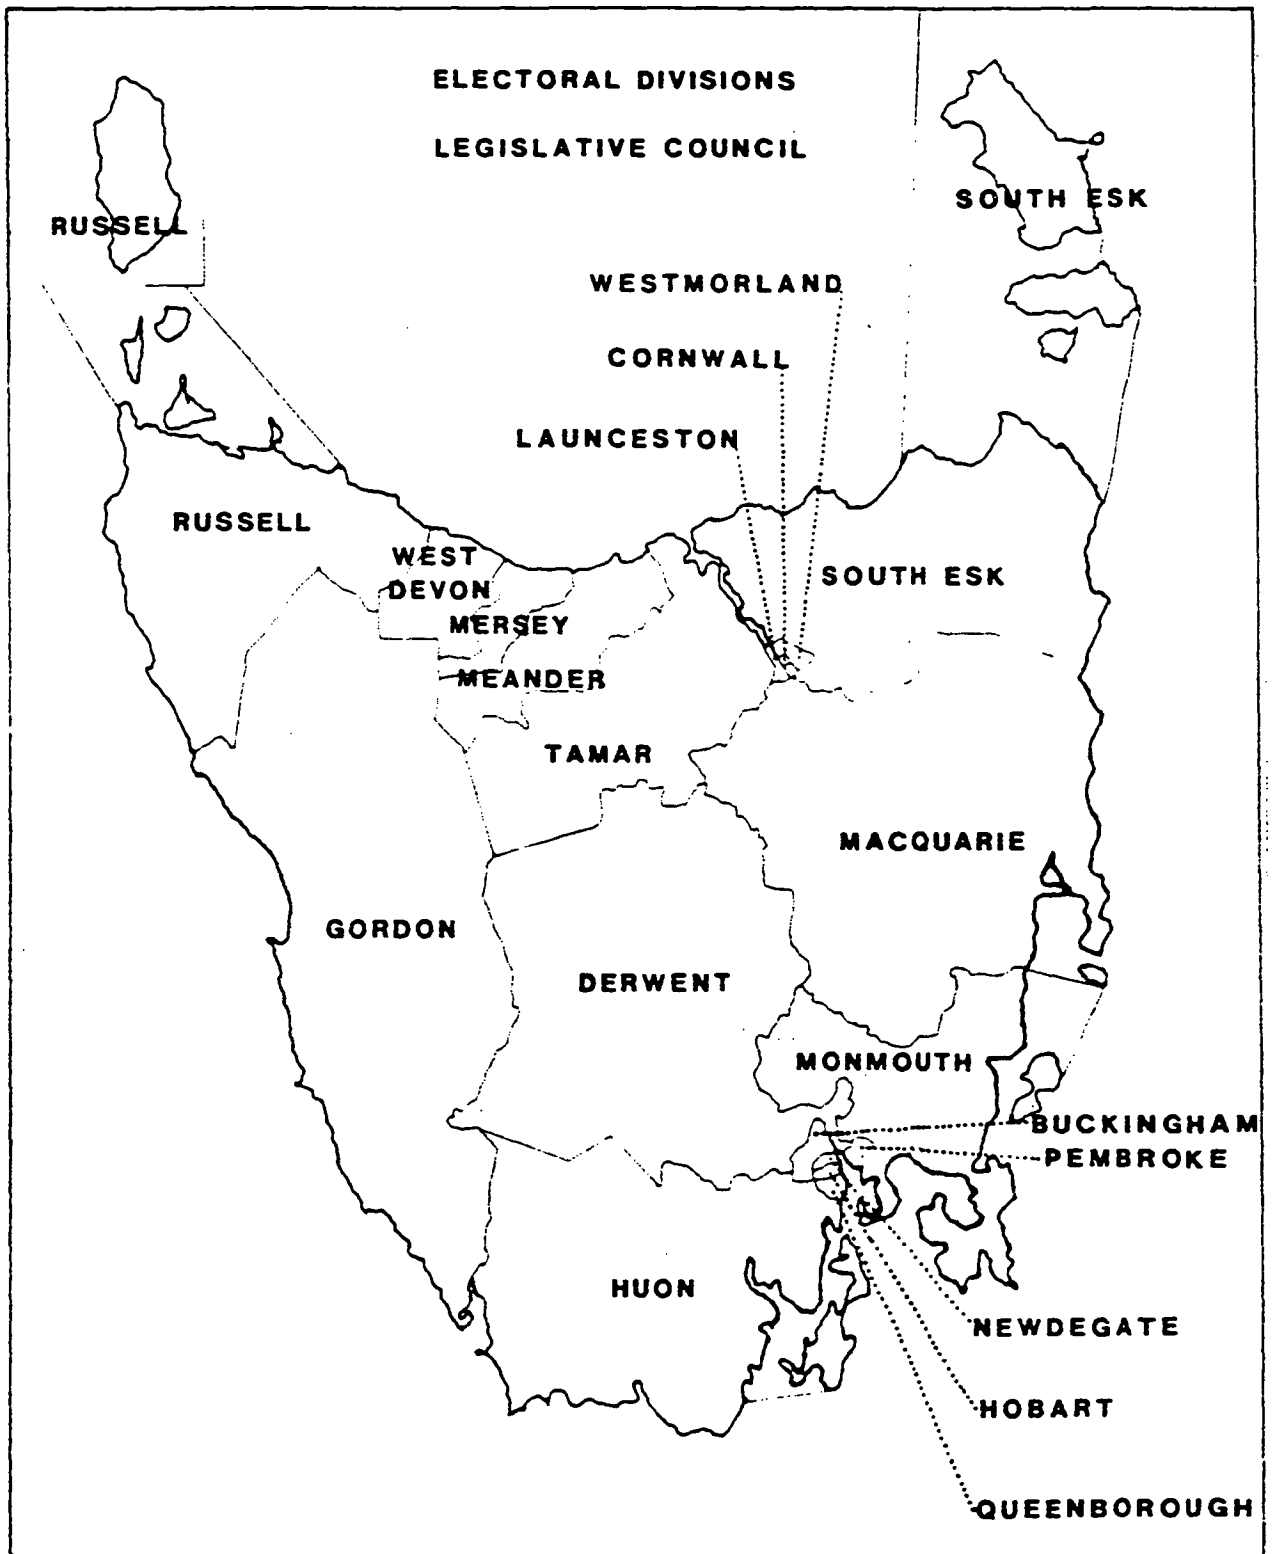 ELECTORAL DIVISIONS
LEGISLATIVE COUNCIL
SOUTH ESK
RUSSELL
WESTMORLAND
CORNWALL
LAUNCESTON
RUSSELL
WEST
DEVON
SOUTH ESK
MERSEY
MEANDER
TAMAR
MACQUARIE
GORDON
DERWENT
MONMOUTH
BUCKINGHAM
PEMBROKE
HUON
NEWDEGATE
HOBART
QUEENBOROUGH